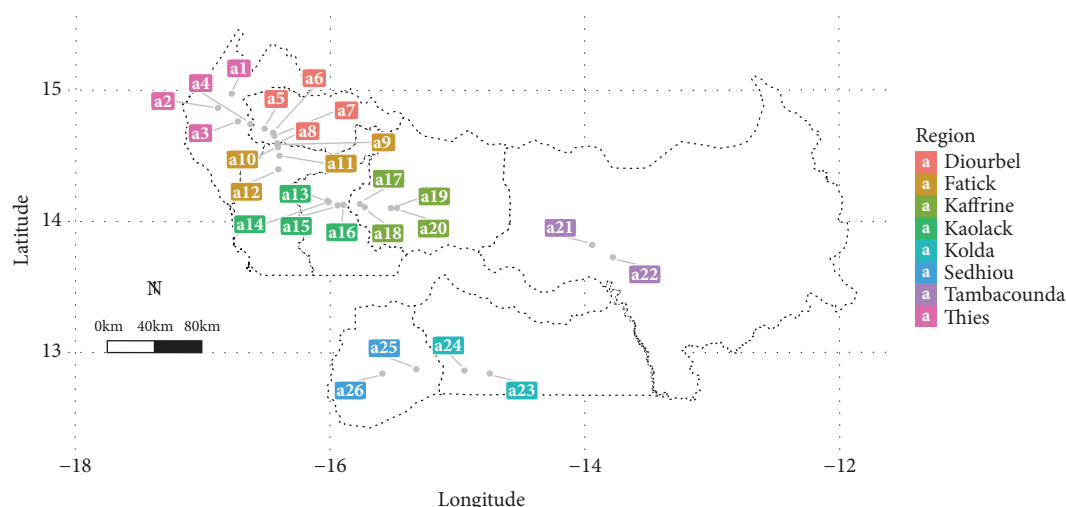 a1
a6
a4
a5
a2
a7
a3
a8
a9
a10
a11
a12
a17
a13
a19
a14
a15
a16
a18
a20
a21
a22
a24
a25
a26
a23
15
14
13
Latitude
N
0km 40km 80km
−18 −16 −14 −12
Longitude
Region
a Diourbel
a Fatick
a Kaffrine
a Kaolack
a Kolda
a Sedhiou
a Tambacounda
a Thies